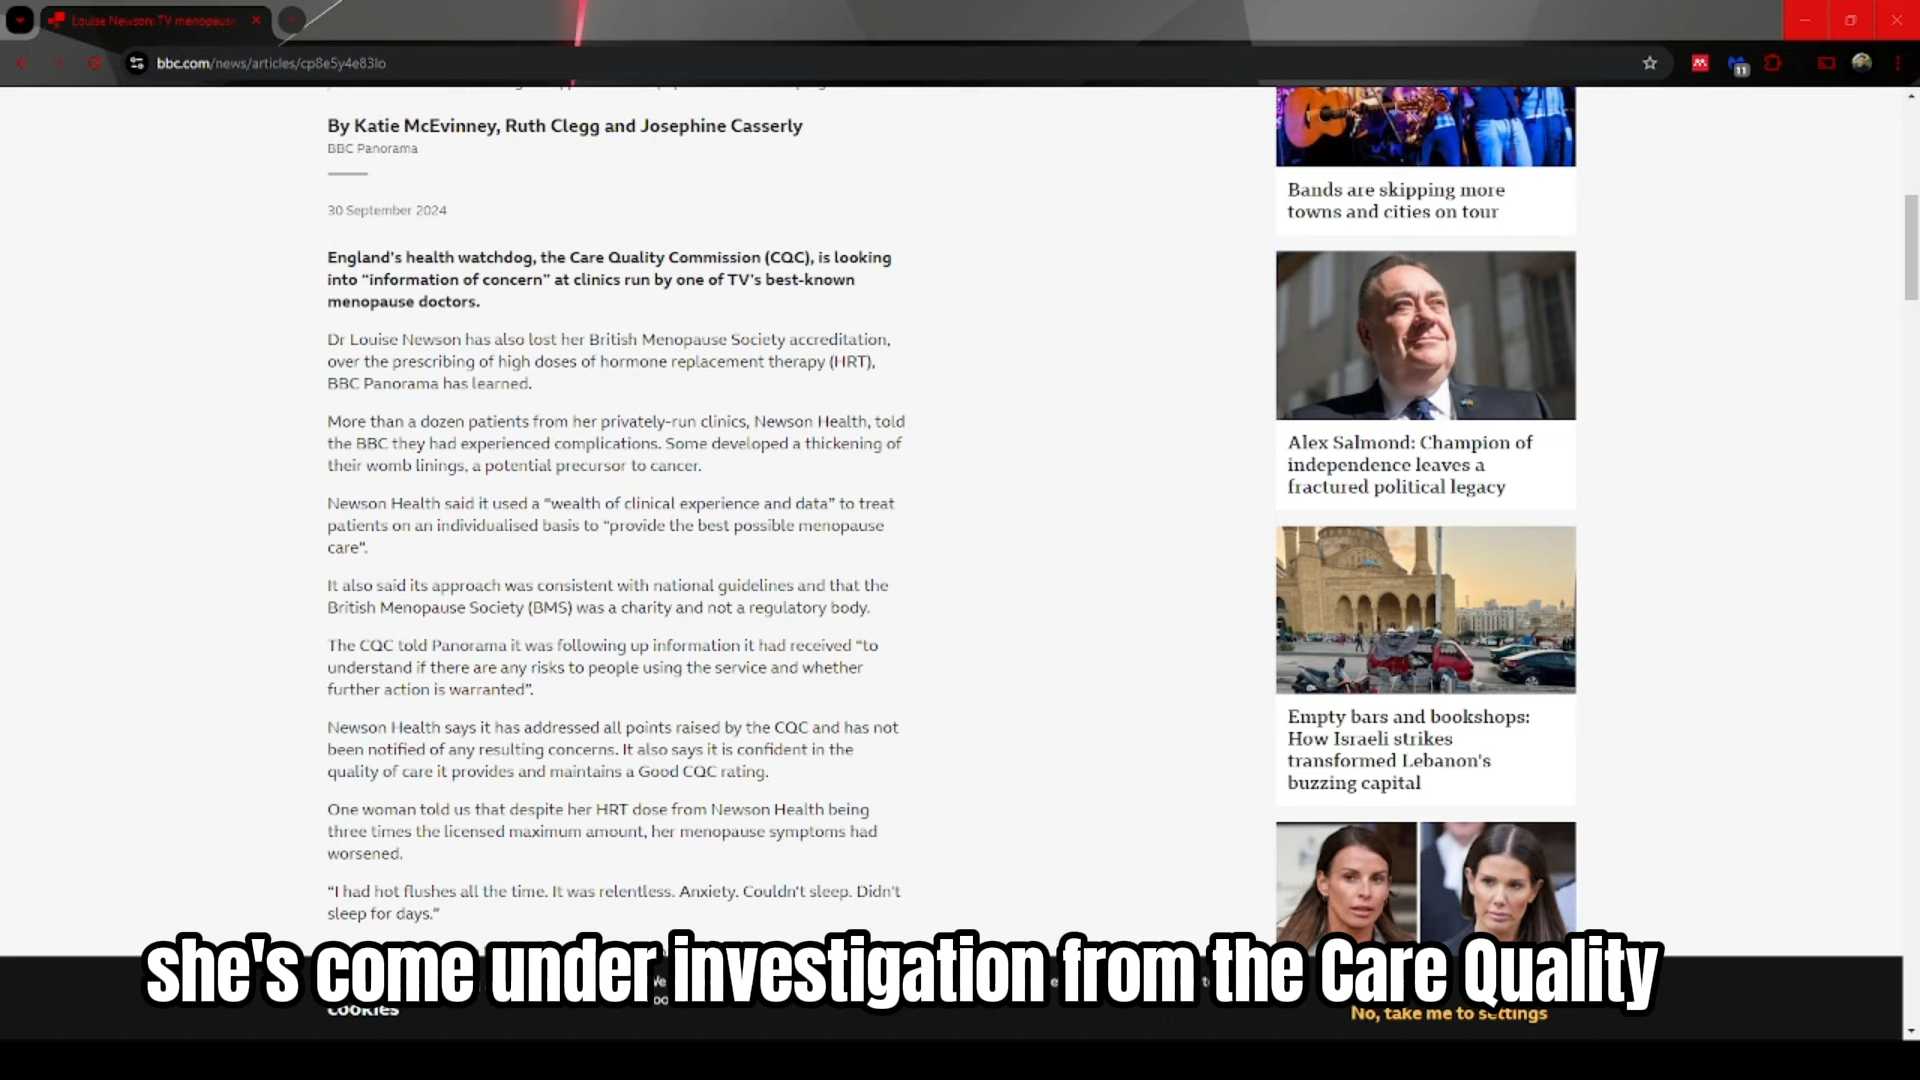 Louise Newson: TV menopaus
bbc.com/news/articles/cp8e5y4e83lo
11
By Katie McEvinney, Ruth Clegg and Josephine Casserly
BBC Panorama
30 September 2024
England's health watchdog, the Care Quality Commission (CQC), is looking
into “information of concern” at clinics run by one of TV's best-known
menopause doctors.
Dr Louise Newson has also lost her British Menopause Society accreditation,
over the prescribing of high doses of hormone replacement therapy (HRT),
BBC Panorama has learned.
More than a dozen patients from her privately-run clinics, Newson Health, told
the BBC they had experienced complications. Some developed a thickening of
their womb linings, a potential precursor to cancer.
Newson Health said it used a “wealth of clinical experience and data” to treat
patients on an individualised basis to “provide the best possible menopause
care”.
It also said its approach was consistent with national guidelines and that the
British Menopause Society (BMS) was a charity and not a regulatory body.
The CQC told Panorama it was following up information it had received “to
understand if there are any risks to people using the service and whether
further action is warranted”.
Newson Health says it has addressed all points raised by the CQC and has not
been notified of any resulting concerns. It also says it is confident in the
quality of care it provides and maintains a Good CQC rating.
One woman told us that despite her HRT dose from Newson Health being
three times the licensed maximum amount, her menopause symptoms had
worsened.
“I had hot flushes all the time. It was relentless. Anxiety. Couldn't sleep. Didn't
sleep for days.”
Bands are skipping more
towns and cities on tour
Alex Salmond: Champion of
independence leaves a
fractured political legacy
Empty bars and bookshops:
How Israeli strikes
transformed Lebanon's
buzzing capital
she's come under investigation from the Care Quality
cookies
No, take me to settings